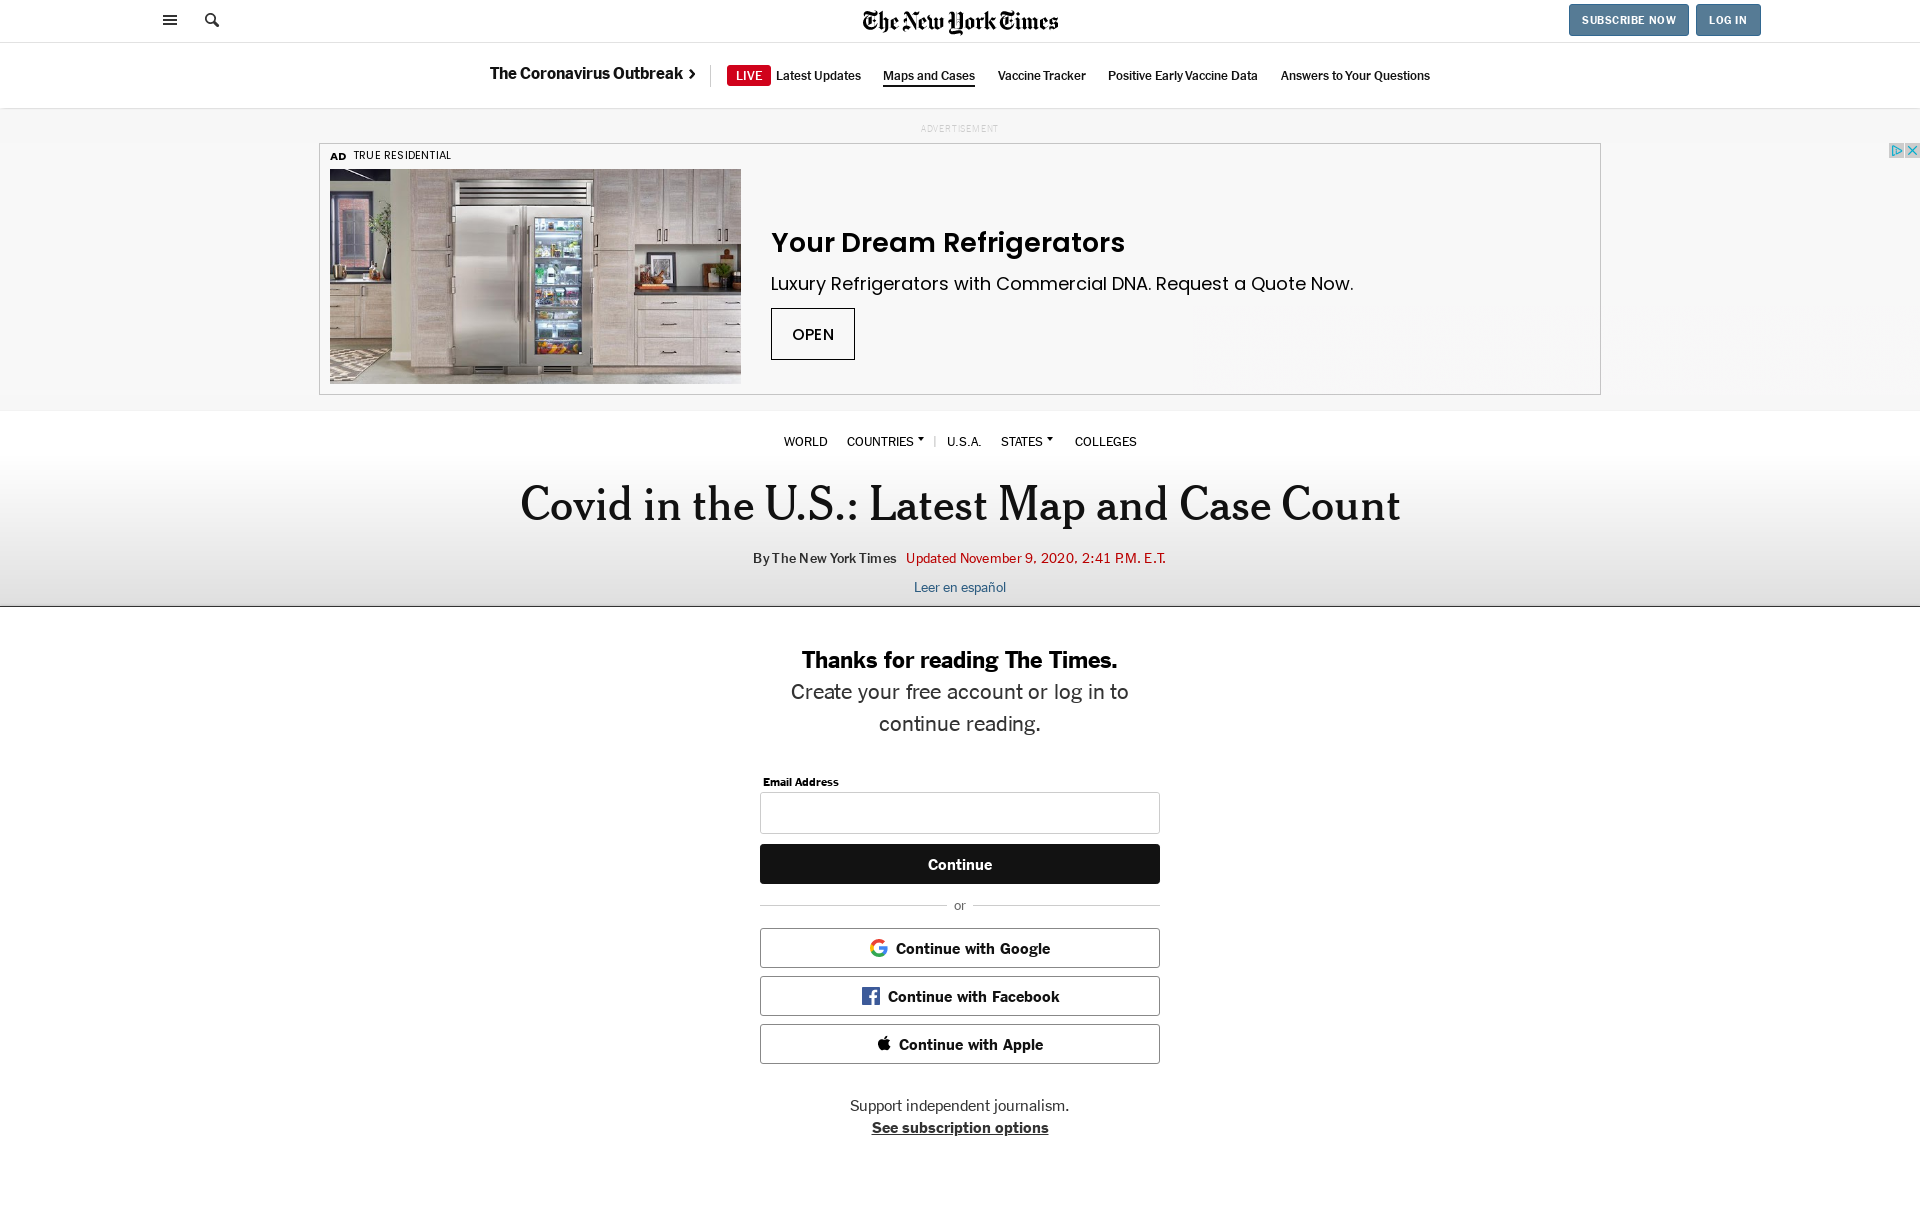 The New York Times
SUBSCRIBE NOW
LOG IN
The Coronavirus Outbreak
LIVE Latest Updates
Maps and Cases
Vaccine Tracker
Positive Early Vaccine Data
Answers to Your Questions
ADVERTISEMENT
AD TRUE RESIDENTIAL
Your Dream Refrigerators
Luxury Refrigerators with Commercial DNA. Request a Quote Now.
OPEN
WORLD COUNTRIES | U.S.A. STATES COLLEGES
Covid in the U.S.: Latest Map and Case Count
By The New York Times Updated November 9, 2020, 2:41 P.M. E.T.
Leer en español
Thanks for reading The Times.
Create your free account or log in to
continue reading.
Email Address
Continue
or
Continue with Google
Continue with Facebook
Continue with Apple
Support independent journalism.
See subscription options